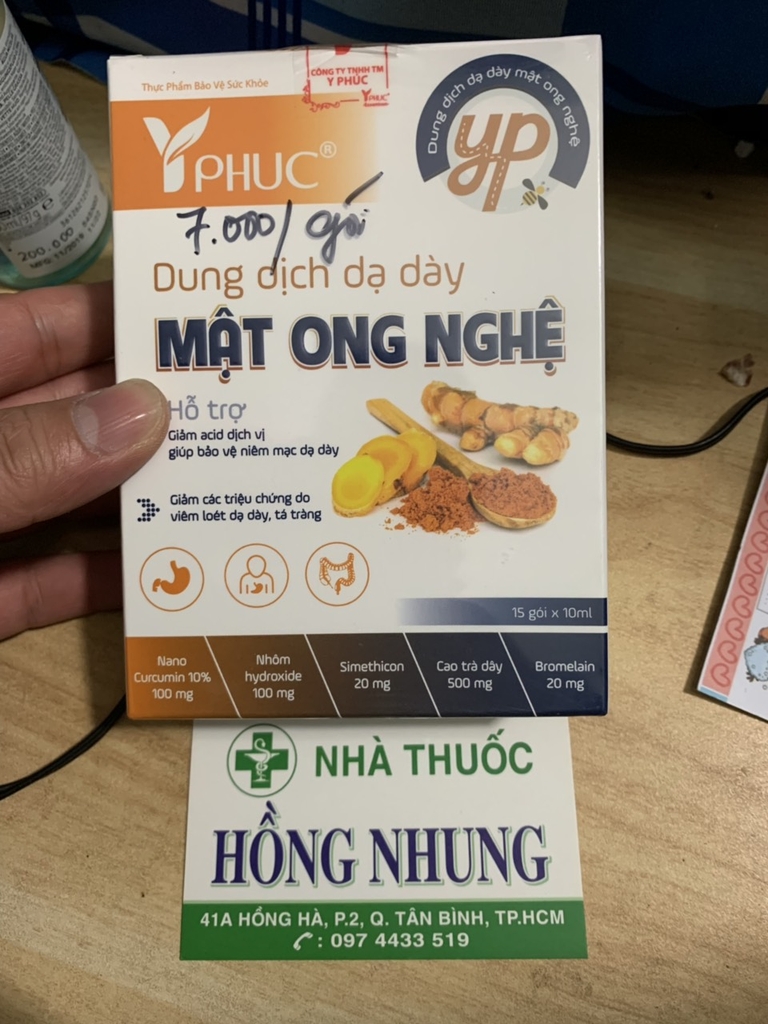 Thực Phẩm Bảo Vệ Sức Khỏe
CÔNG TY TNHH TM
Y PHÚC
YPHUC
YPHUC®
Dung dịch dạ dày mật ong nghệ
yp
7.000/gói
Dung dịch dạ dày
MẬT ONG NGHỆ
Hỗ trợ
Giảm acid dịch vị
giúp bảo vệ niêm mạc dạ dày
Giảm các triệu chứng do
viêm loét dạ dày, tá tràng
15 gói x 10ml
Nano
Curcumin 10%
100 mg
Nhôm
hydroxide
100 mg
Simethicon
20 mg
Cao trà dây
500 mg
Bromelain
20 mg
NHÀ THUỐC
HỒNG NHUNG
41A HỒNG HÀ, P.2, Q. TÂN BÌNH, TP.HCM
: 097 4433 519